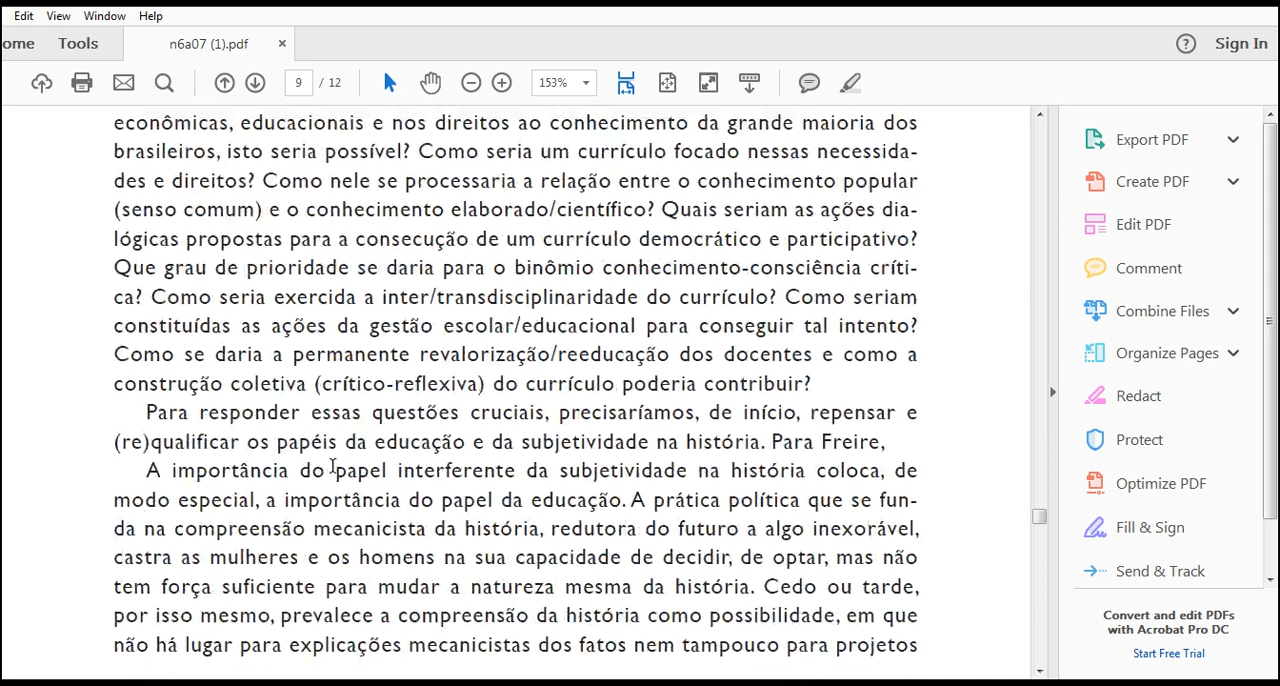 Edit View Window Help
ome Tools n6a07 (1).pdf × ? Sign In
9 / 12 153%
econômicas, educacionais e nos direitos ao conhecimento da grande maioria dos
brasileiros, isto seria possível? Como seria um currículo focado nessas necessida-
des e direitos? Como nele se processaria a relação entre o conhecimento popular
(senso comum) e o conhecimento elaborado/científico? Quais seriam as ações dia-
lógicas propostas para a consecução de um currículo democrático e participativo?
Que grau de prioridade se daria para o binômio conhecimento-consciência críti-
ca? Como seria exercida a inter/transdisciplinaridade do currículo? Como seriam
constituídas as ações da gestão escolar/educacional para conseguir tal intento?
Como se daria a permanente revalorização/reeducação dos docentes e como a
construção coletiva (crítico-reflexiva) do currículo poderia contribuir?
Para responder essas questões cruciais, precisaríamos, de início, repensar e
(re)qualificar os papéis da educação e da subjetividade na história. Para Freire,
A importância do papel interferente da subjetividade na história coloca, de
modo especial, a importância do papel da educação. A prática política que se fun-
da na compreensão mecanicista da história, redutora do futuro a algo inexorável,
castra as mulheres e os homens na sua capacidade de decidir, de optar, mas não
tem força suficiente para mudar a natureza mesma da história. Cedo ou tarde,
por isso mesmo, prevalece a compreensão da história como possibilidade, em que
não há lugar para explicações mecanicistas dos fatos nem tampouco para projetos
Export PDF
Create PDF
Edit PDF
Comment
Combine Files
Organize Pages
Redact
Protect
Optimize PDF
Fill & Sign
Send & Track
Convert and edit PDFs
with Acrobat Pro DC
Start Free Trial